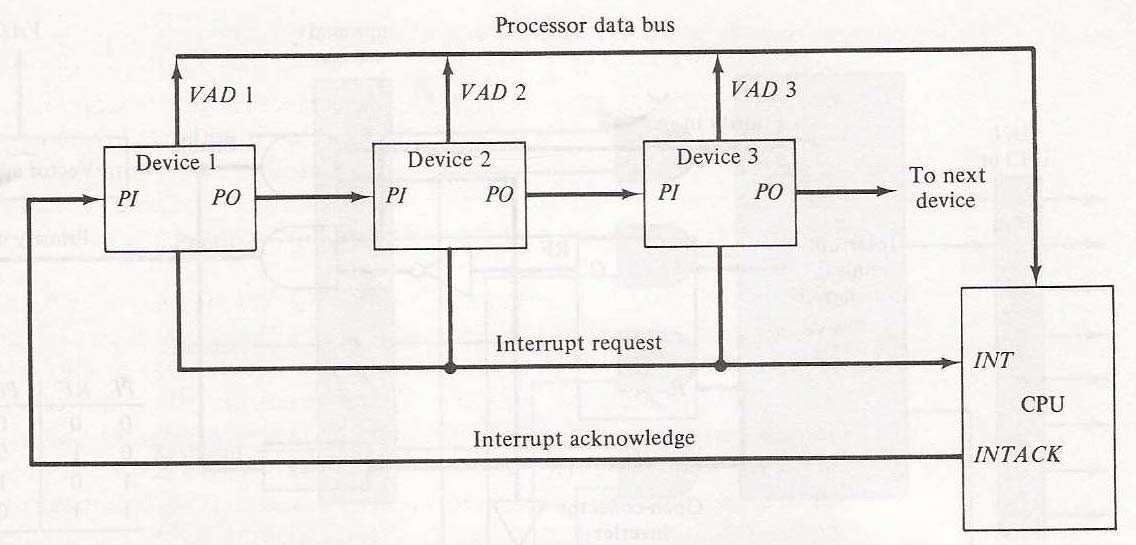 Processor data bus
VAD 1
VAD 2
VAD 3
Device 1
PI
PO
Device 2
PI
PO
Device 3
PI
PO
To next
device
Interrupt request
INT
CPU
Interrupt acknowledge
INTACK